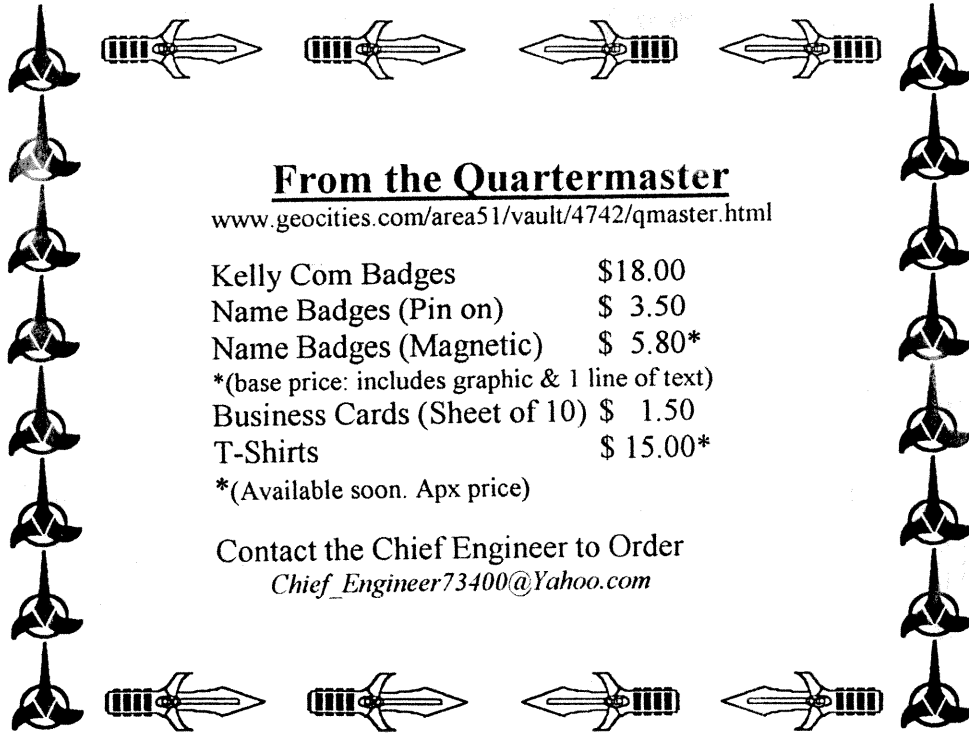 From the Quartermaster
www.geocities.com/area51/vault/4742/qmaster.html
Kelly Com Badges $18.00
Name Badges (Pin on) $ 3.50
Name Badges (Magnetic) $ 5.80*
*(base price: includes graphic & 1 line of text)
Business Cards (Sheet of 10) $ 1.50
T-Shirts $ 15.00*
*(Available soon. Apx price)
Contact the Chief Engineer to Order
Chief_Engineer73400@Yahoo.com